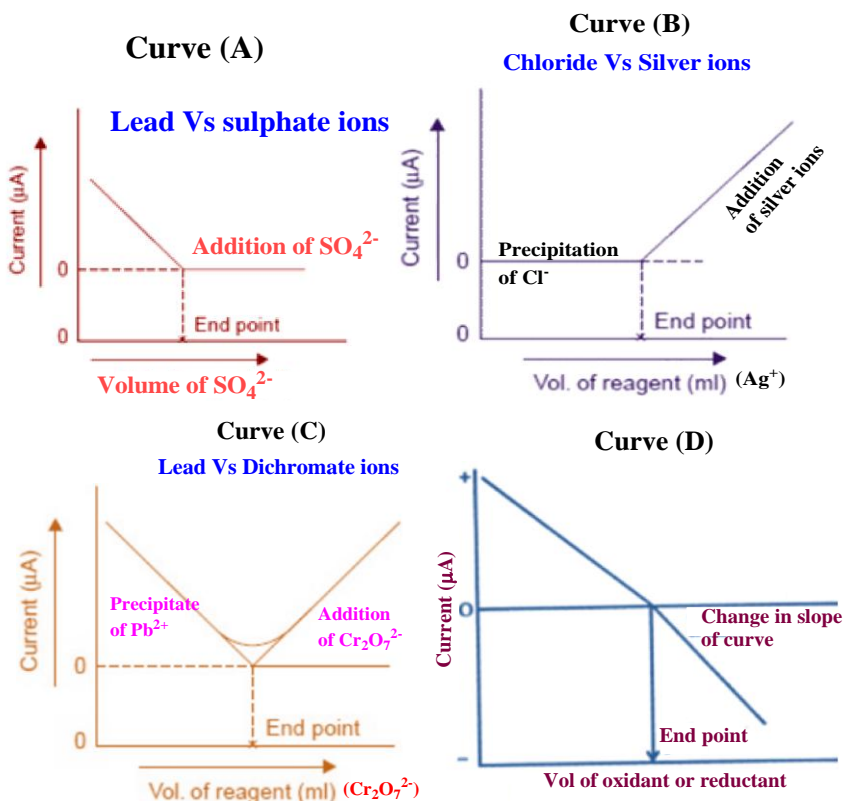 Curve (A)
Lead Vs sulphate ions
Current (μA)
Addition of SO₄²⁻
0
End point
0
Volume of SO₄²⁻
Curve (B)
Chloride Vs Silver ions
Current (μA)
Addition
of silver ions
Precipitation
of Cl⁻
0
End point
0
Vol. of reagent (ml) (Ag⁺)
Curve (C)
Lead Vs Dichromate ions
Current (μA)
Precipitate
of Pb²⁺
Addition
of Cr₂O₇²⁻
0
End point
0
Vol. of reagent (ml) (Cr₂O₇²⁻)
Curve (D)
+
Current (μA)
O
Change in slope
of curve
End point
−
Vol of oxidant or reductant